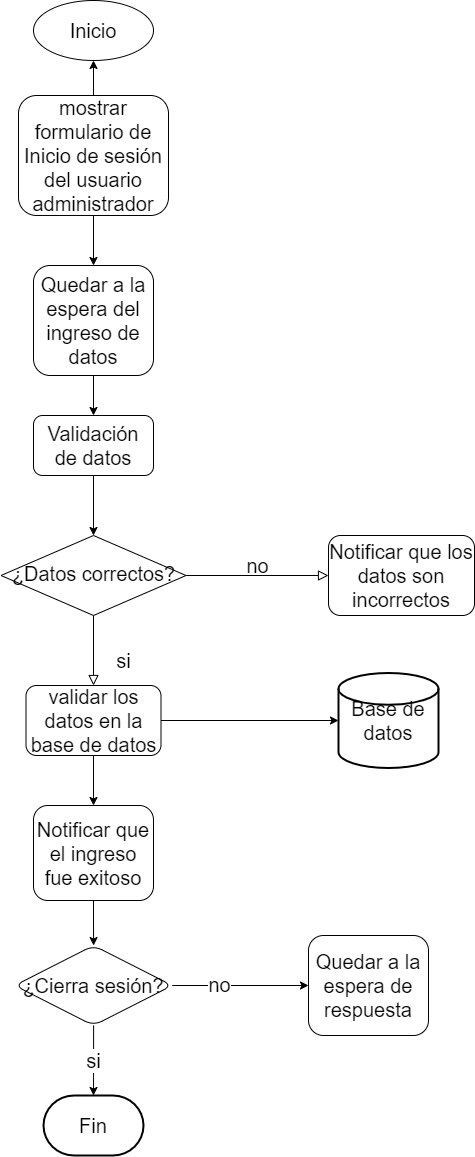 Inicio
mostrar
formulario de
Inicio de sesión
del usuario
administrador
Quedar a la
espera del
ingreso de
datos
Validación
de datos
¿Datos correctos?
no
Notificar que los
datos son
incorrectos
si
validar los
datos en la
base de datos
Base de
datos
Notificar que
el ingreso
fue exitoso
¿Cierra sesión?
no
Quedar a la
espera de
respuesta
si
Fin